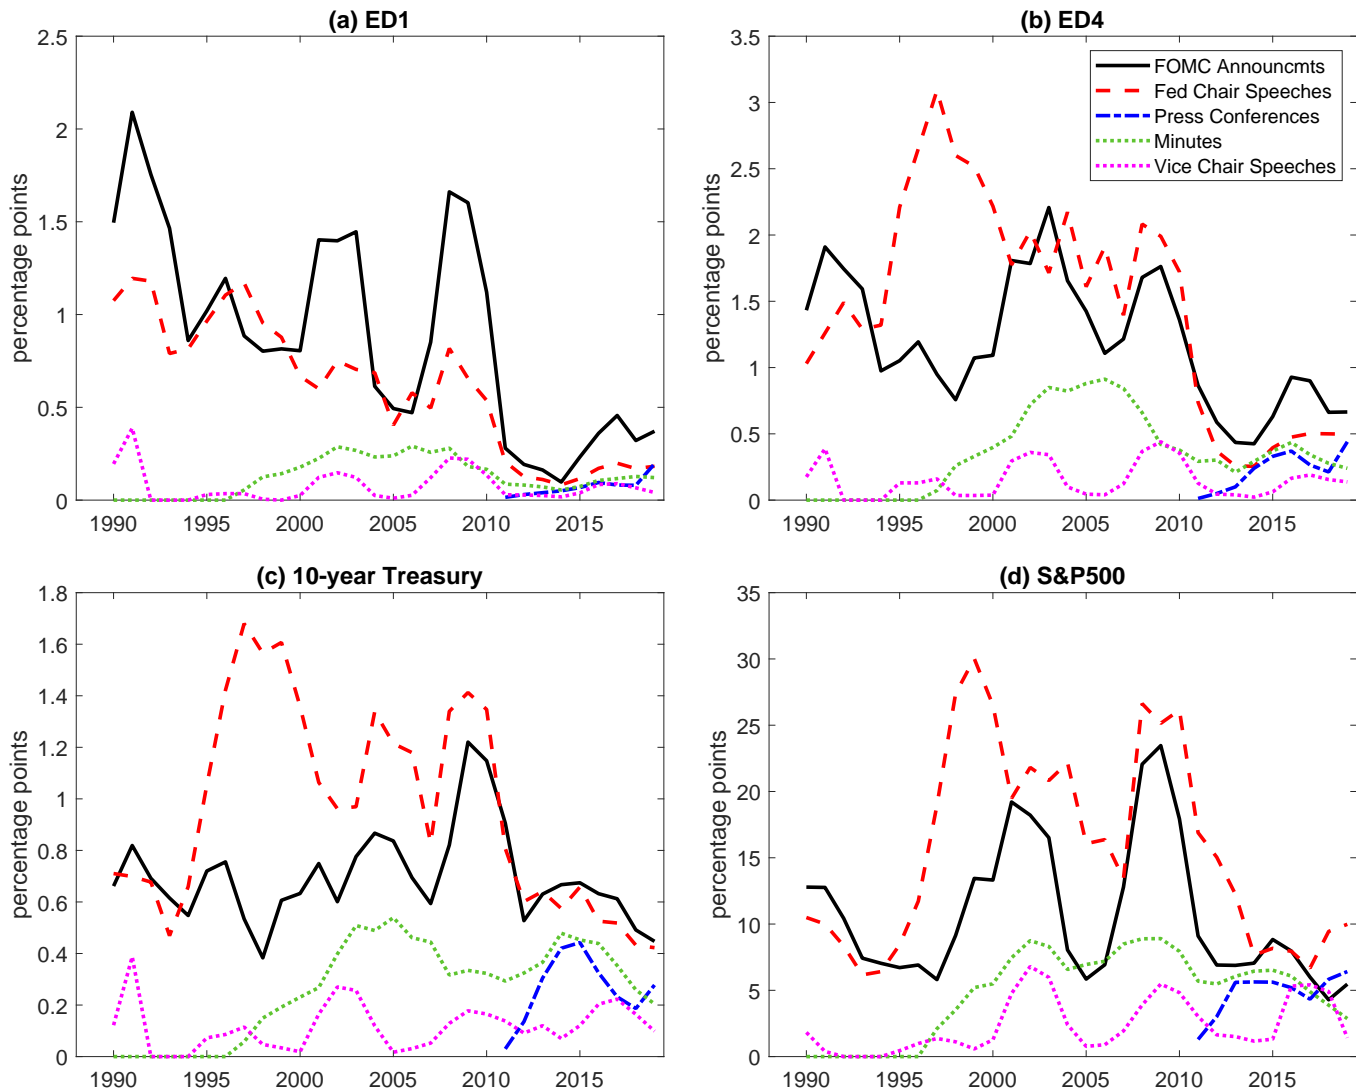 (a) ED1
2.5
2
1.5
1
0.5
0
percentage points
1990 1995 2000 2005 2010 2015
(b) ED4
3.5
3
2.5
2
1.5
1
0.5
0
percentage points
1990 1995 2000 2005 2010 2015
FOMC Announcmts
Fed Chair Speeches
Press Conferences
Minutes
Vice Chair Speeches
(c) 10-year Treasury
1.8
1.6
1.4
1.2
1
0.8
0.6
0.4
0.2
0
percentage points
1990 1995 2000 2005 2010 2015
(d) S&P500
35
30
25
20
15
10
5
0
percentage points
1990 1995 2000 2005 2010 2015